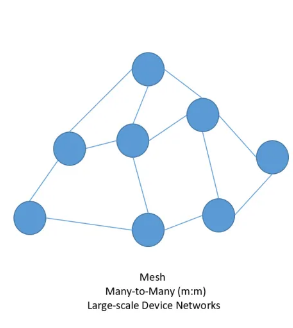 Mesh
Many-to-Many (m:m)
Large-scale Device Networks